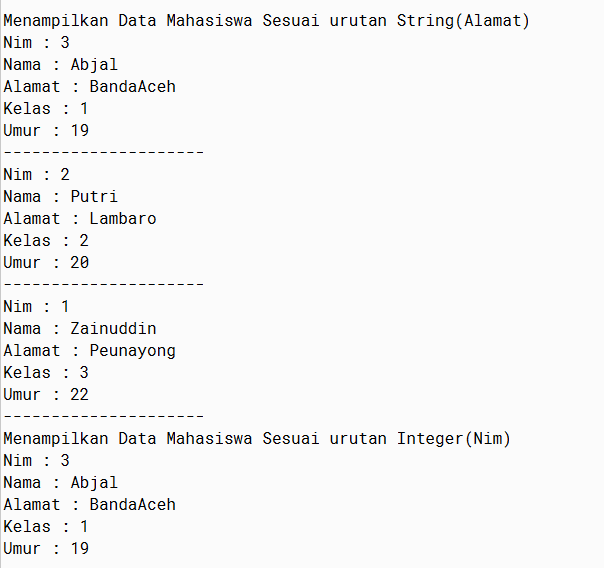 Menampilkan Data Mahasiswa Sesuai urutan String(Alamat)
Nim : 3
Nama : Abjal
Alamat : BandaAceh
Kelas : 1
Umur : 19
---------------------
Nim : 2
Nama : Putri
Alamat : Lambaro
Kelas : 2
Umur : 20
---------------------
Nim : 1
Nama : Zainuddin
Alamat : Peunayong
Kelas : 3
Umur : 22
---------------------
Menampilkan Data Mahasiswa Sesuai urutan Integer(Nim)
Nim : 3
Nama : Abjal
Alamat : BandaAceh
Kelas : 1
Umur : 19